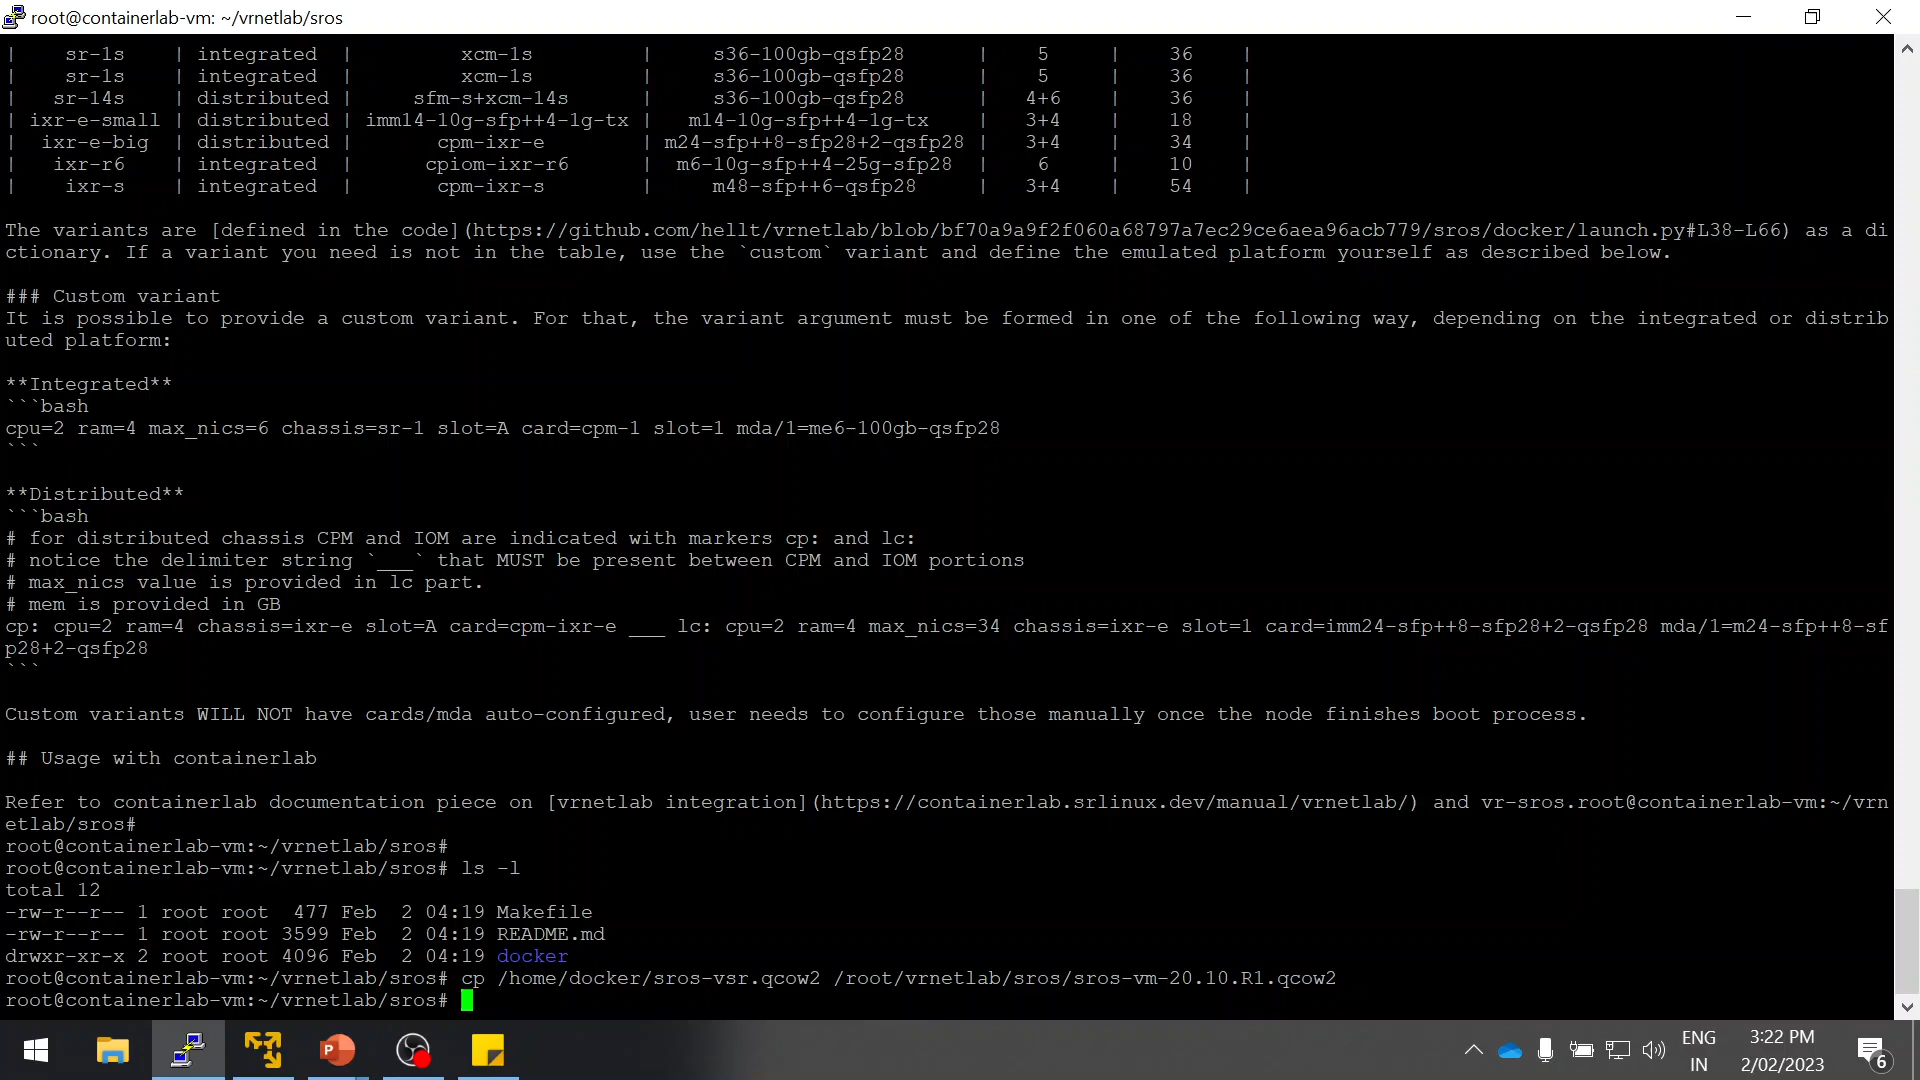 root@containerlab-vm: ~/vrnetlab/sros
| sr-1s | integrated | xcm-1s | s36-100gb-qsfp28 | 5 | 36 |
| sr-1s | integrated | xcm-1s | s36-100gb-qsfp28 | 5 | 36 |
| sr-14s | distributed | sfm-s+xcm-14s | s36-100gb-qsfp28 | 4+6 | 36 |
| ixr-e-small | distributed | imm14-10g-sfp++4-1g-tx | m14-10g-sfp++4-1g-tx | 3+4 | 18 |
| ixr-e-big | distributed | cpm-ixr-e | m24-sfp++8-sfp28+2-qsfp28 | 3+4 | 34 |
| ixr-r6 | integrated | cpiom-ixr-r6 | m6-10g-sfp++4-25g-sfp28 | 6 | 10 |
| ixr-s | integrated | cpm-ixr-s | m48-sfp++6-qsfp28 | 3+4 | 54 |
The variants are [defined in the code](https://github.com/hellt/vrnetlab/blob/bf70a9a9f2f060a68797a7ec29ce6aea96acb779/sros/docker/launch.py#L38-L66) as a di
ctionary. If a variant you need is not in the table, use the `custom` variant and define the emulated platform yourself as described below.
### Custom variant
It is possible to provide a custom variant. For that, the variant argument must be formed in one of the following way, depending on the integrated or distrib
uted platform:
**Integrated**
```bash
cpu=2 ram=4 max_nics=6 chassis=sr-1 slot=A card=cpm-1 slot=1 mda/1=me6-100gb-qsfp28
```
**Distributed**
```bash
# for distributed chassis CPM and IOM are indicated with markers cp: and lc:
# notice the delimiter string `___` that MUST be present between CPM and IOM portions
# max_nics value is provided in lc part.
# mem is provided in GB
cp: cpu=2 ram=4 chassis=ixr-e slot=A card=cpm-ixr-e ___ lc: cpu=2 ram=4 max_nics=34 chassis=ixr-e slot=1 card=imm24-sfp++8-sfp28+2-qsfp28 mda/1=m24-sfp++8-sf
p28+2-qsfp28
```
Custom variants WILL NOT have cards/mda auto-configured, user needs to configure those manually once the node finishes boot process.
## Usage with containerlab
Refer to containerlab documentation piece on [vrnetlab integration](https://containerlab.srlinux.dev/manual/vrnetlab/) and vr-sros.root@containerlab-vm:~/vrn
etlab/sros#
root@containerlab-vm:~/vrnetlab/sros#
root@containerlab-vm:~/vrnetlab/sros# ls -l
total 12
-rw-r--r-- 1 root root 477 Feb 2 04:19 Makefile
-rw-r--r-- 1 root root 3599 Feb 2 04:19 README.md
drwxr-xr-x 2 root root 4096 Feb 2 04:19 docker
root@containerlab-vm:~/vrnetlab/sros# cp /home/docker/sros-vsr.qcow2 /root/vrnetlab/sros/sros-vm-20.10.R1.qcow2
root@containerlab-vm:~/vrnetlab/sros#
P
ENG
IN
3:22 PM
2/02/2023
6